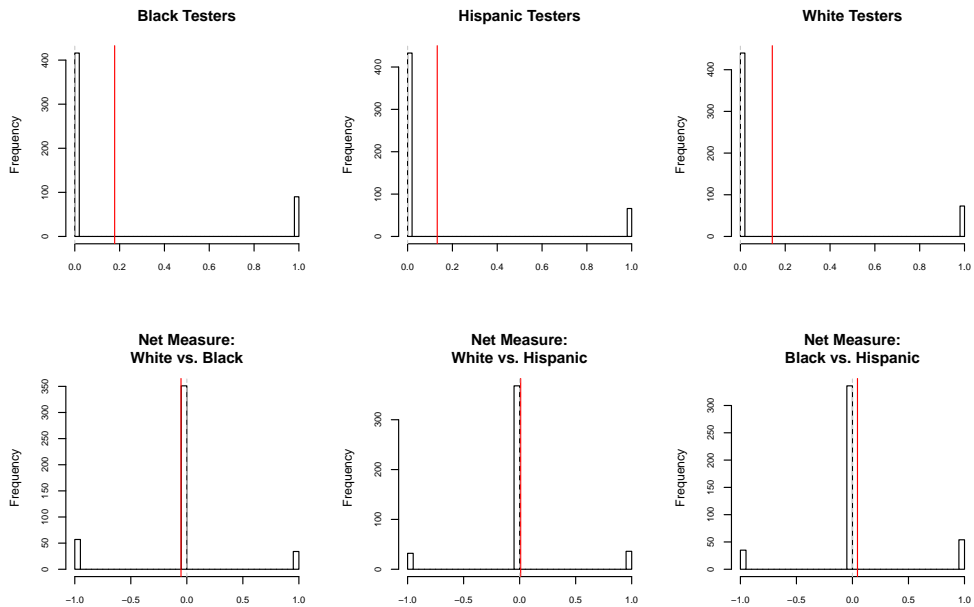 Black Testers
Hispanic Testers
White Testers
Frequency
0 100 200 300 400
0.0 0.2 0.4 0.6 0.8 1.0
Frequency
0 100 200 300 400
0.0 0.2 0.4 0.6 0.8 1.0
Frequency
0 100 200 300 400
0.0 0.2 0.4 0.6 0.8 1.0
Net Measure:
White vs. Black
Net Measure:
White vs. Hispanic
Net Measure:
Black vs. Hispanic
Frequency
0 50 100 150 200 250 300 350
−1.0 −0.5 0.0 0.5 1.0
Frequency
0 100 200 300
−1.0 −0.5 0.0 0.5 1.0
Frequency
0 50 100 150 200 250 300
−1.0 −0.5 0.0 0.5 1.0